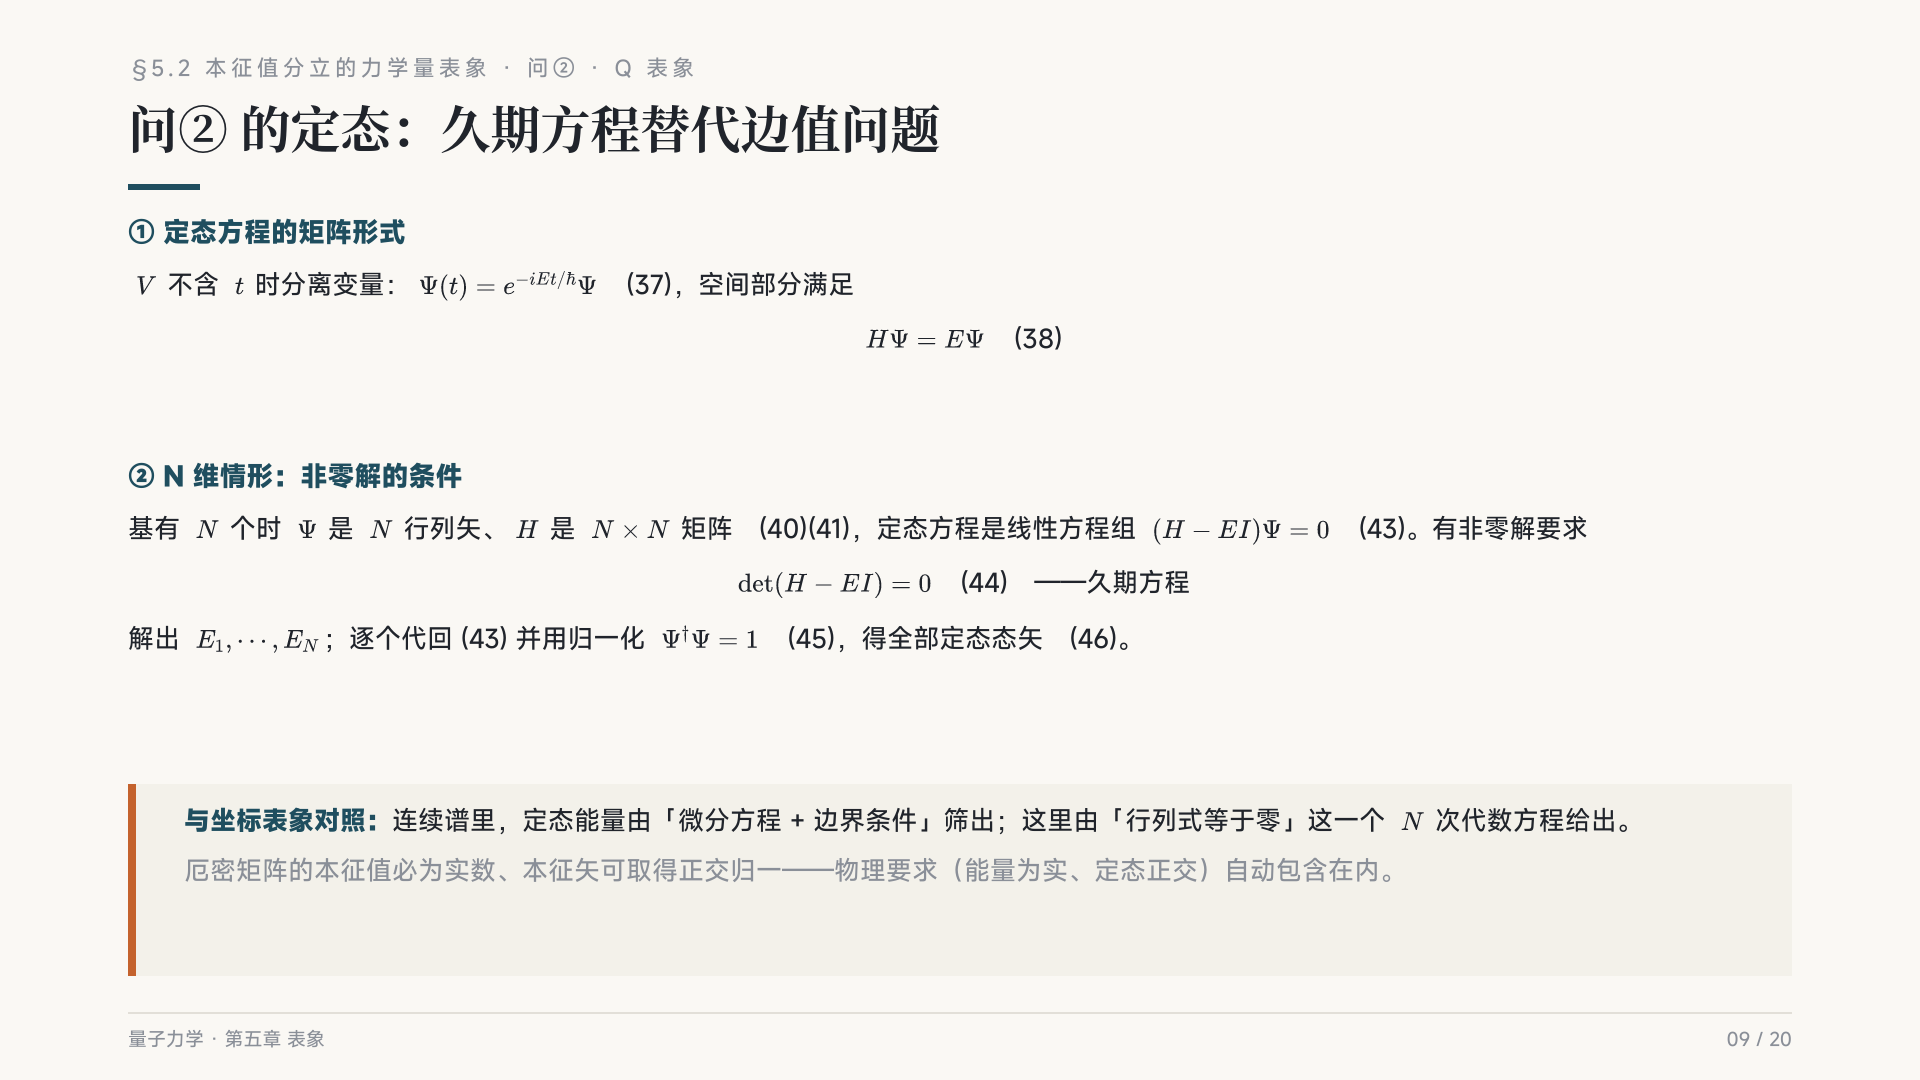 §5.2 本征值分立的力学量表象 · 问② · Q 表象
问② 的定态：久期方程替代边值问题
① 定态方程的矩阵形式
V 不含 t 时分离变量： Ψ(t) = e^{−iEt/ℏ}Ψ (37)，空间部分满足
HΨ = EΨ (38)
② N 维情形：非零解的条件
基有 N 个时 Ψ 是 N 行列矢、 H 是 N × N 矩阵 (40)(41)，定态方程是线性方程组 (H − EI)Ψ = 0 (43)。有非零解要求
det(H − EI) = 0 (44) ——久期方程
解出 E₁, ⋯ , E_N ；逐个代回 (43) 并用归一化 Ψ†Ψ = 1 (45)，得全部定态态矢 (46)。
与坐标表象对照：连续谱里，定态能量由「微分方程 + 边界条件」筛出；这里由「行列式等于零」这一个 N 次代数方程给出。
厄密矩阵的本征值必为实数、本征矢可取得正交归一——物理要求（能量为实、定态正交）自动包含在内。
量子力学 · 第五章 表象
09 / 20